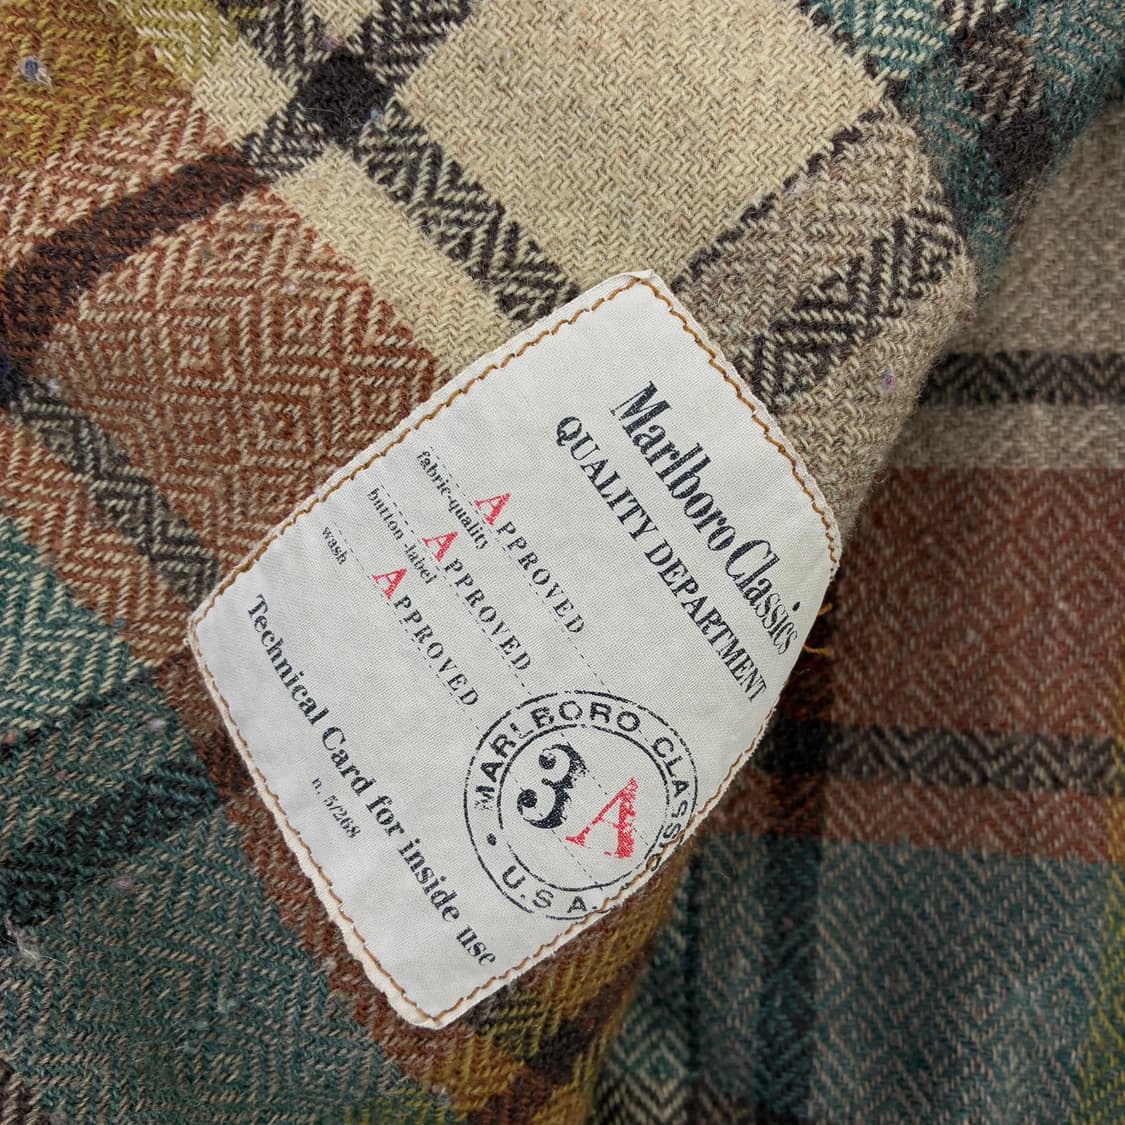 Marlboro Classics
QUALITY DEPARTMENT
APPROVED
fabric-quality
APPROVED
button-label
APPROVED
wash
MARLBORO CLASSICS • U.S.A.
3 A
Technical Card for inside use
n. 5/268